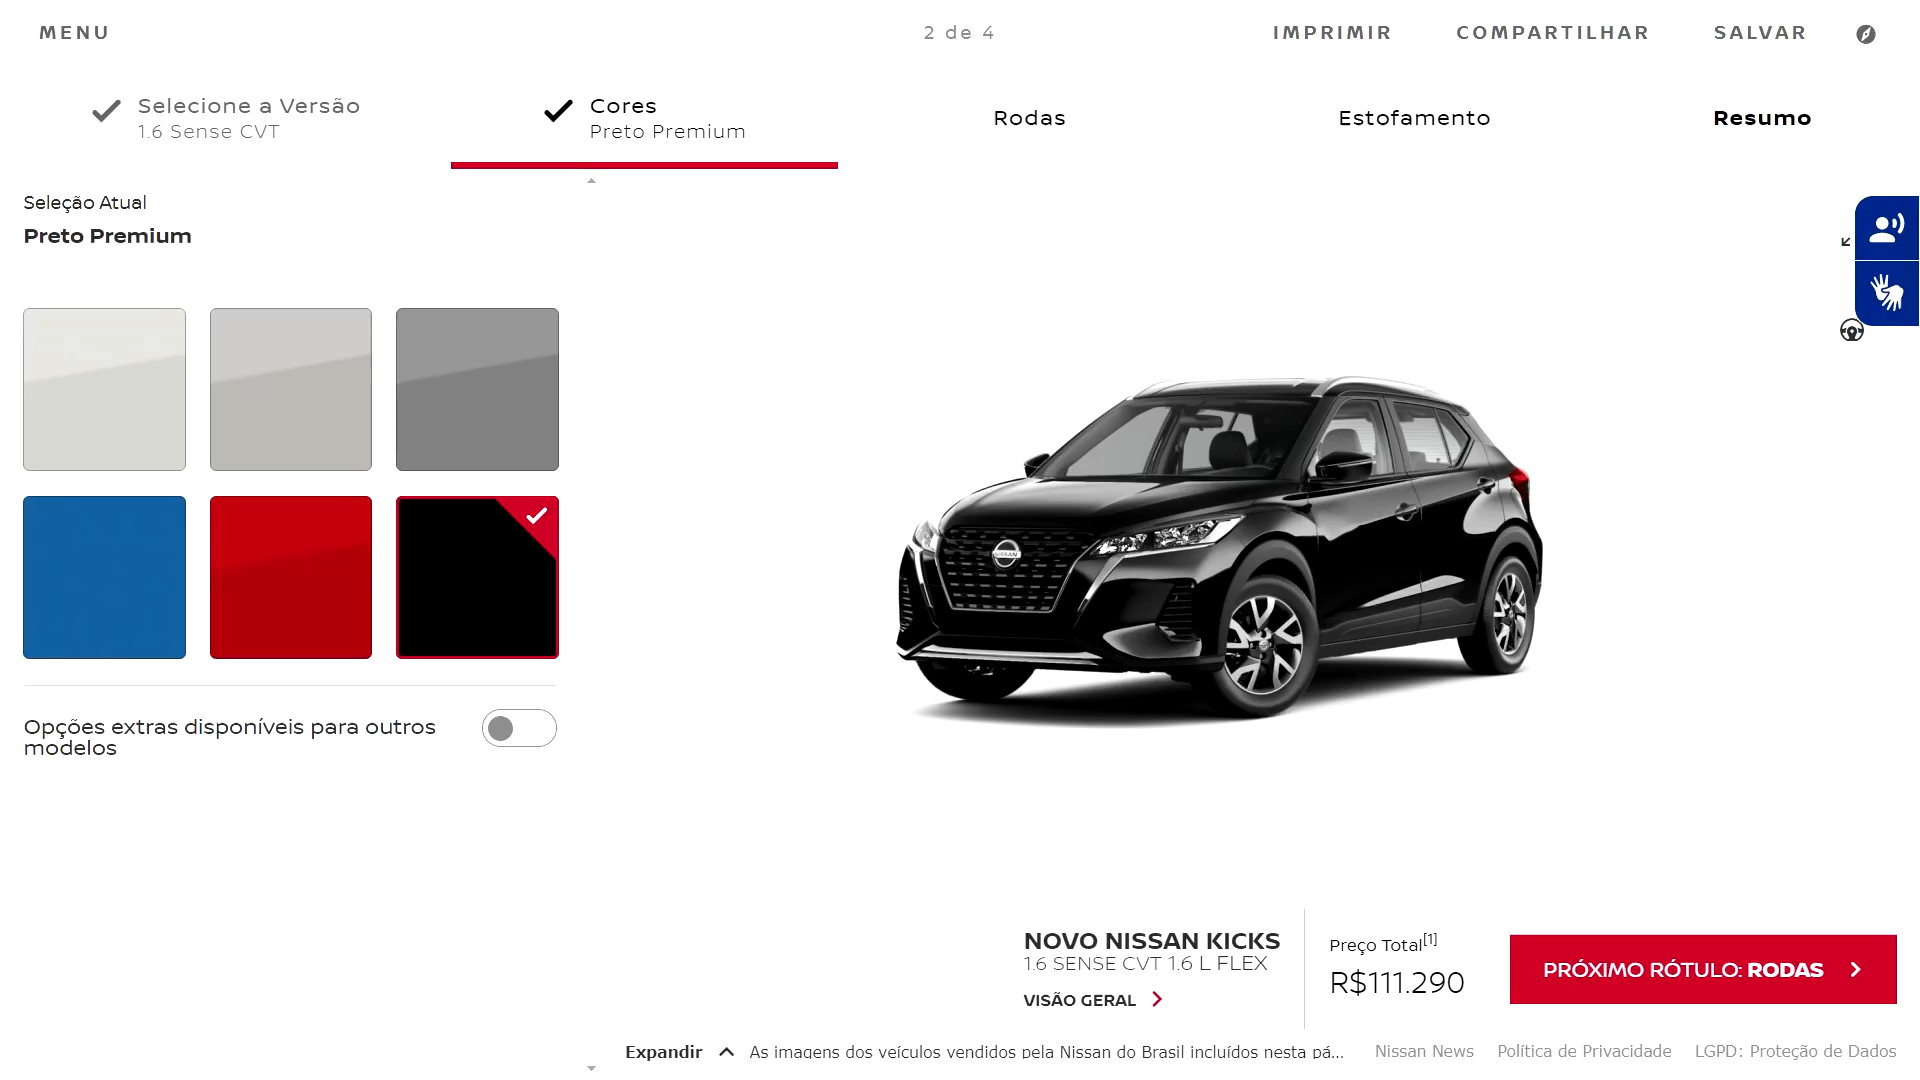 MENU
2 de 4
IMPRIMIR
COMPARTILHAR
SALVAR
Selecione a Versão
1.6 Sense CVT
Cores
Preto Premium
Rodas
Estofamento
Resumo
Seleção Atual
Preto Premium
Opções extras disponíveis para outros
modelos
NISSAN
NOVO NISSAN KICKS
1.6 SENSE CVT 1.6 L FLEX
VISÃO GERAL
Preço Total[1]
R$111.290
PRÓXIMO RÓTULO: RODAS
Expandir
As imagens dos veículos vendidos pela Nissan do Brasil incluídos nesta pá...
Nissan News
Política de Privacidade
LGPD: Proteção de Dados